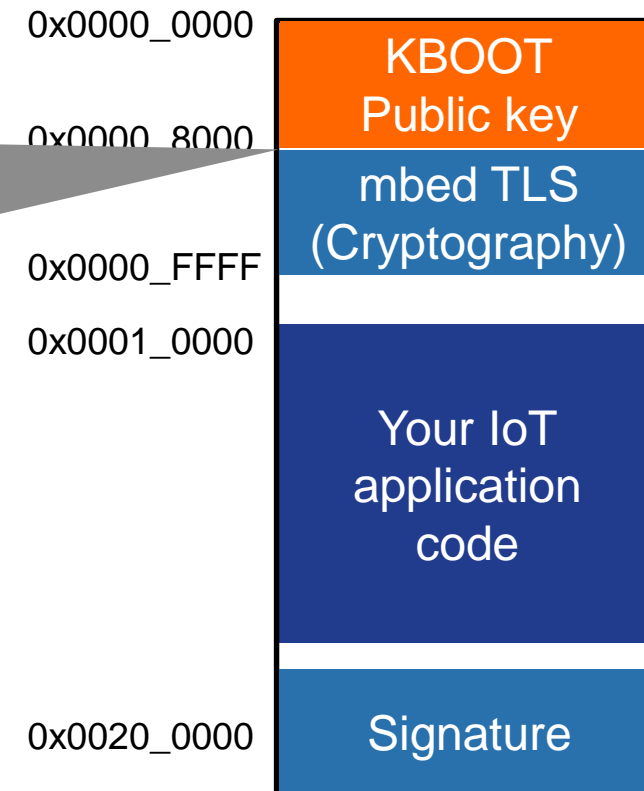 0x0000_0000
KBOOT
Public key
0x0000_8000
mbed TLS
(Cryptography)
0x0000_FFFF
0x0001_0000
Your IoT
application
code
0x0020_0000
Signature